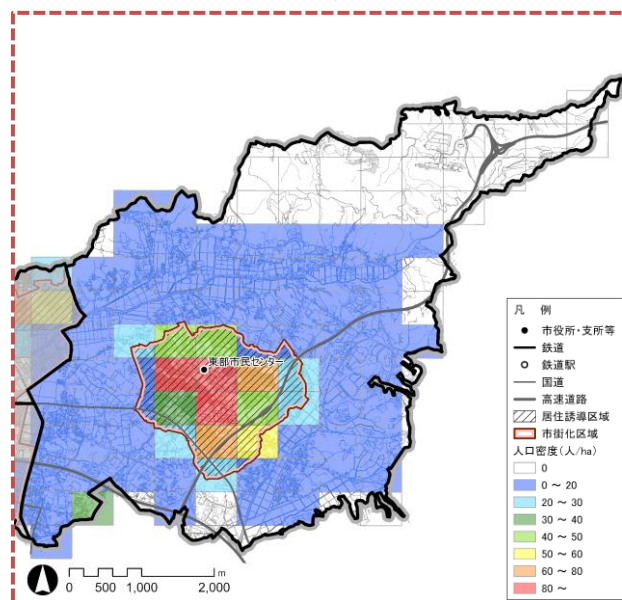 東部市民センター
凡 例
市役所・支所等
鉄道
鉄道駅
国道
高速道路
居住誘導区域
市街化区域
人口密度(人/ha)
0
0 ～ 20
20 ～ 30
30 ～ 40
40 ～ 50
50 ～ 60
60 ～ 80
80 ～
m
0 500 1,000 2,000